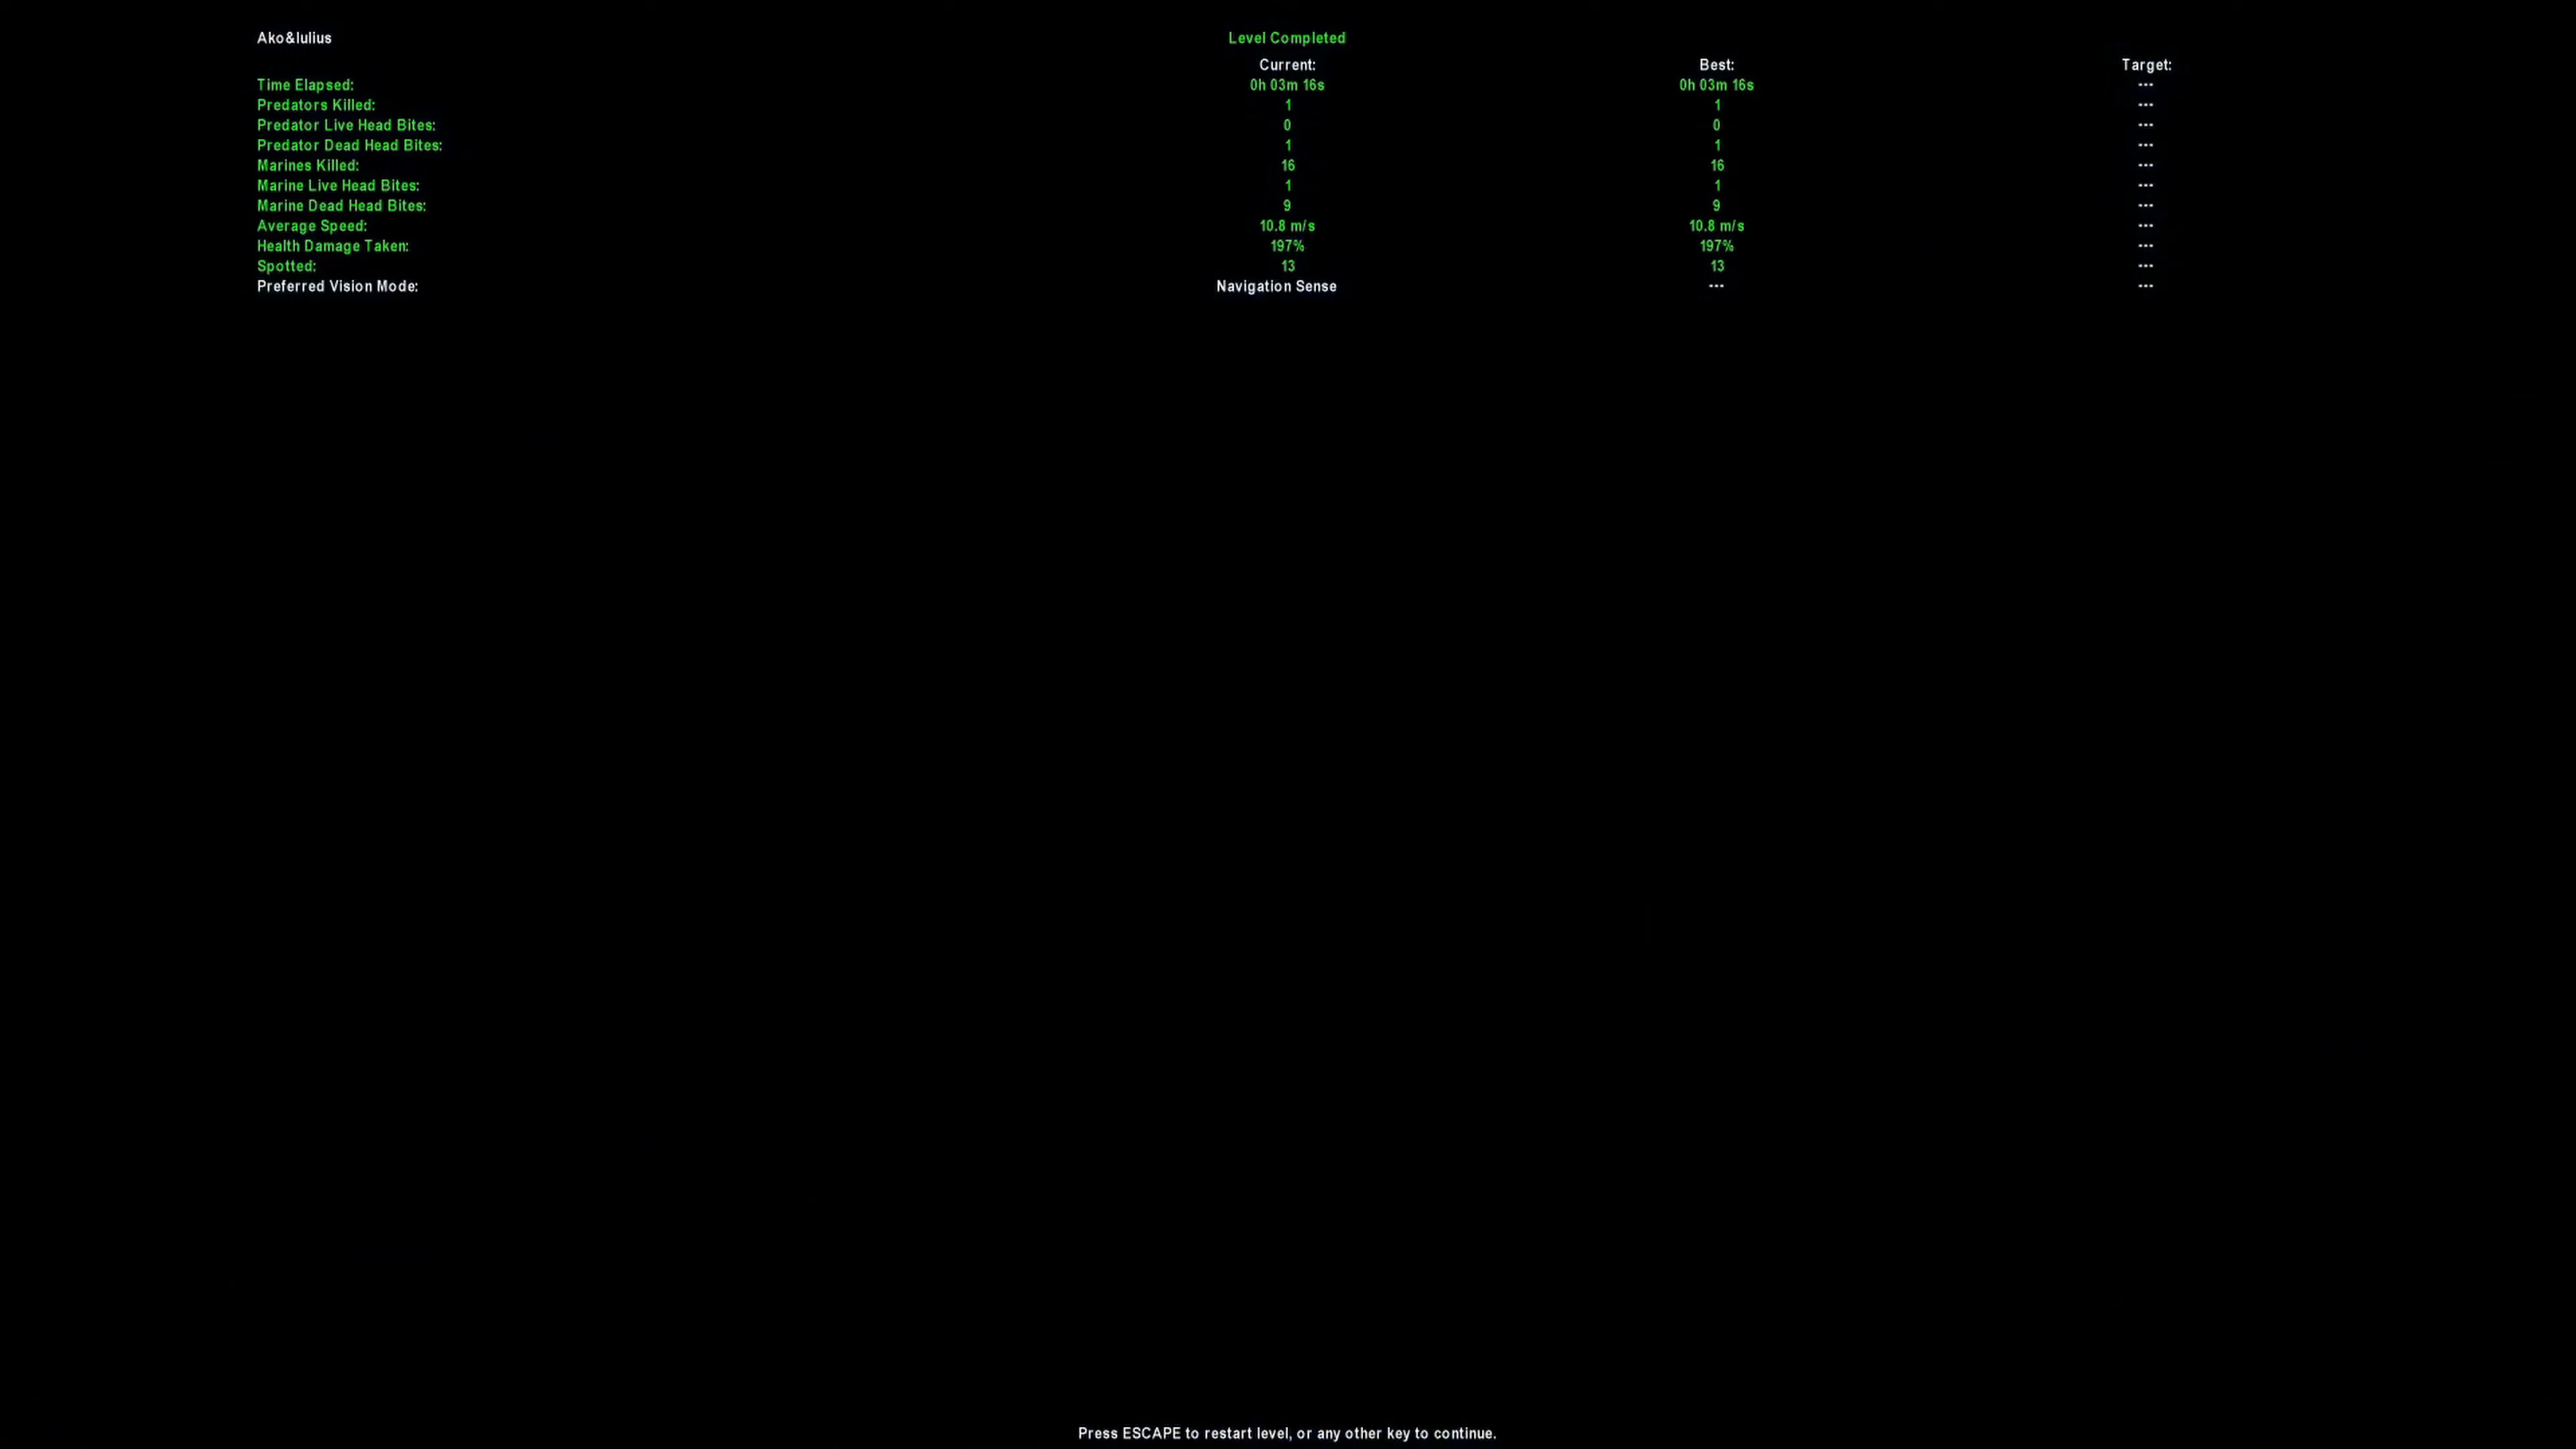 Ako&Iulius Level Completed
Current: Best: Target:
Time Elapsed: 0h 03m 16s 0h 03m 16s ---
Predators Killed: 1 1 ---
Predator Live Head Bites: 0 0 ---
Predator Dead Head Bites: 1 1 ---
Marines Killed: 16 16 ---
Marine Live Head Bites: 1 1 ---
Marine Dead Head Bites: 9 9 ---
Average Speed: 10.8 m/s 10.8 m/s ---
Health Damage Taken: 197% 197% ---
Spotted: 13 13 ---
Preferred Vision Mode: Navigation Sense --- ---
Press ESCAPE to restart level, or any other key to continue.